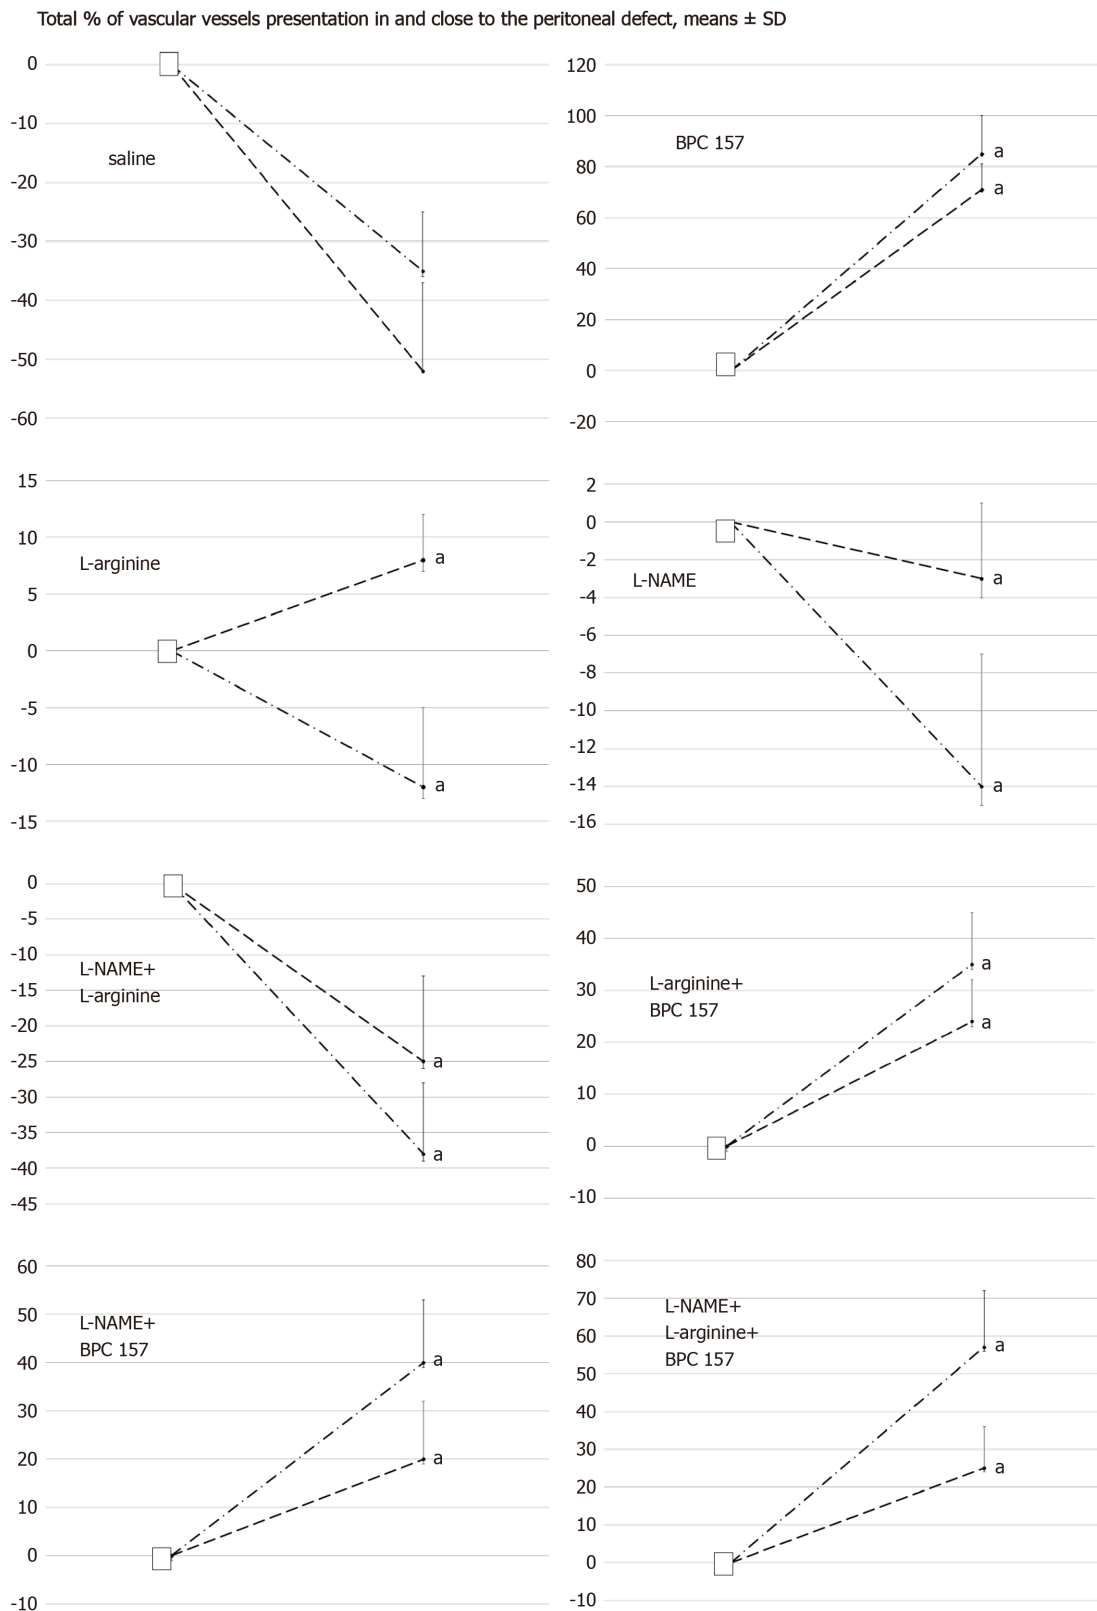 Total % of vascular vessels presentation in and close to the peritoneal defect, means ± SD
0
-10
saline
-20
-30
-40
-50
-60
120
100
BPC 157
a
80
a
60
40
20
0
-20
15
10
a
L-arginine
5
0
-5
-10
a
-15
2
0
-2
L-NAME
a
-4
-6
-8
-10
-12
-14
a
-16
0
-5
-10
L-NAME+
L-arginine
-15
-20
-25
a
-30
-35
a
-40
-45
50
40
a
L-arginine+
30
BPC 157
a
20
10
0
-10
60
50
L-NAME+
BPC 157
40
a
30
20
a
10
0
-10
80
70
L-NAME+
L-arginine+
60
BPC 157
a
50
40
30
a
20
10
0
-10